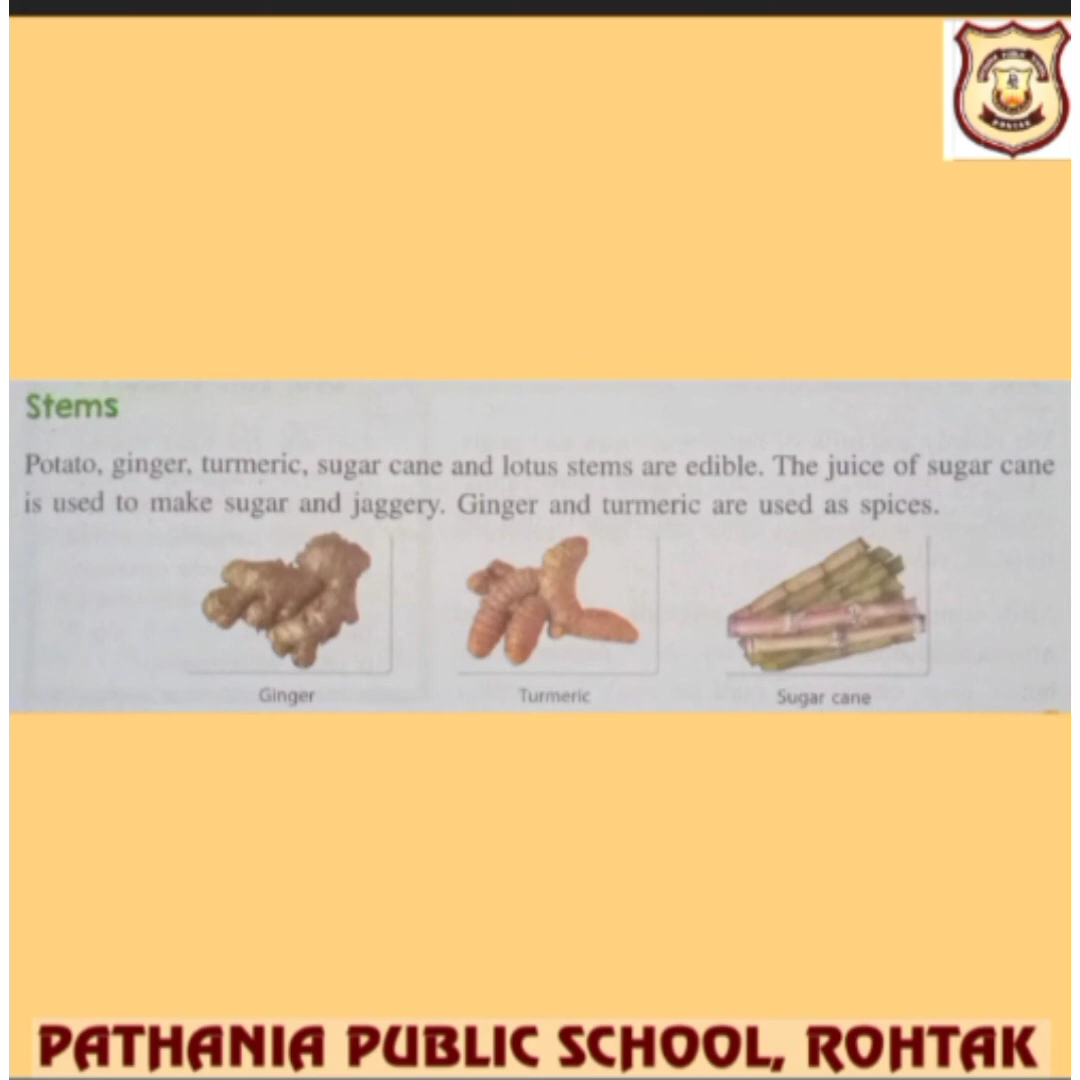 Stems
Potato, ginger, turmeric, sugar cane and lotus stems are edible. The juice of sugar cane
is used to make sugar and jaggery. Ginger and turmeric are used as spices.
Ginger
Turmeric
Sugar cane
PATHANIA PUBLIC SCHOOL, ROHTAK